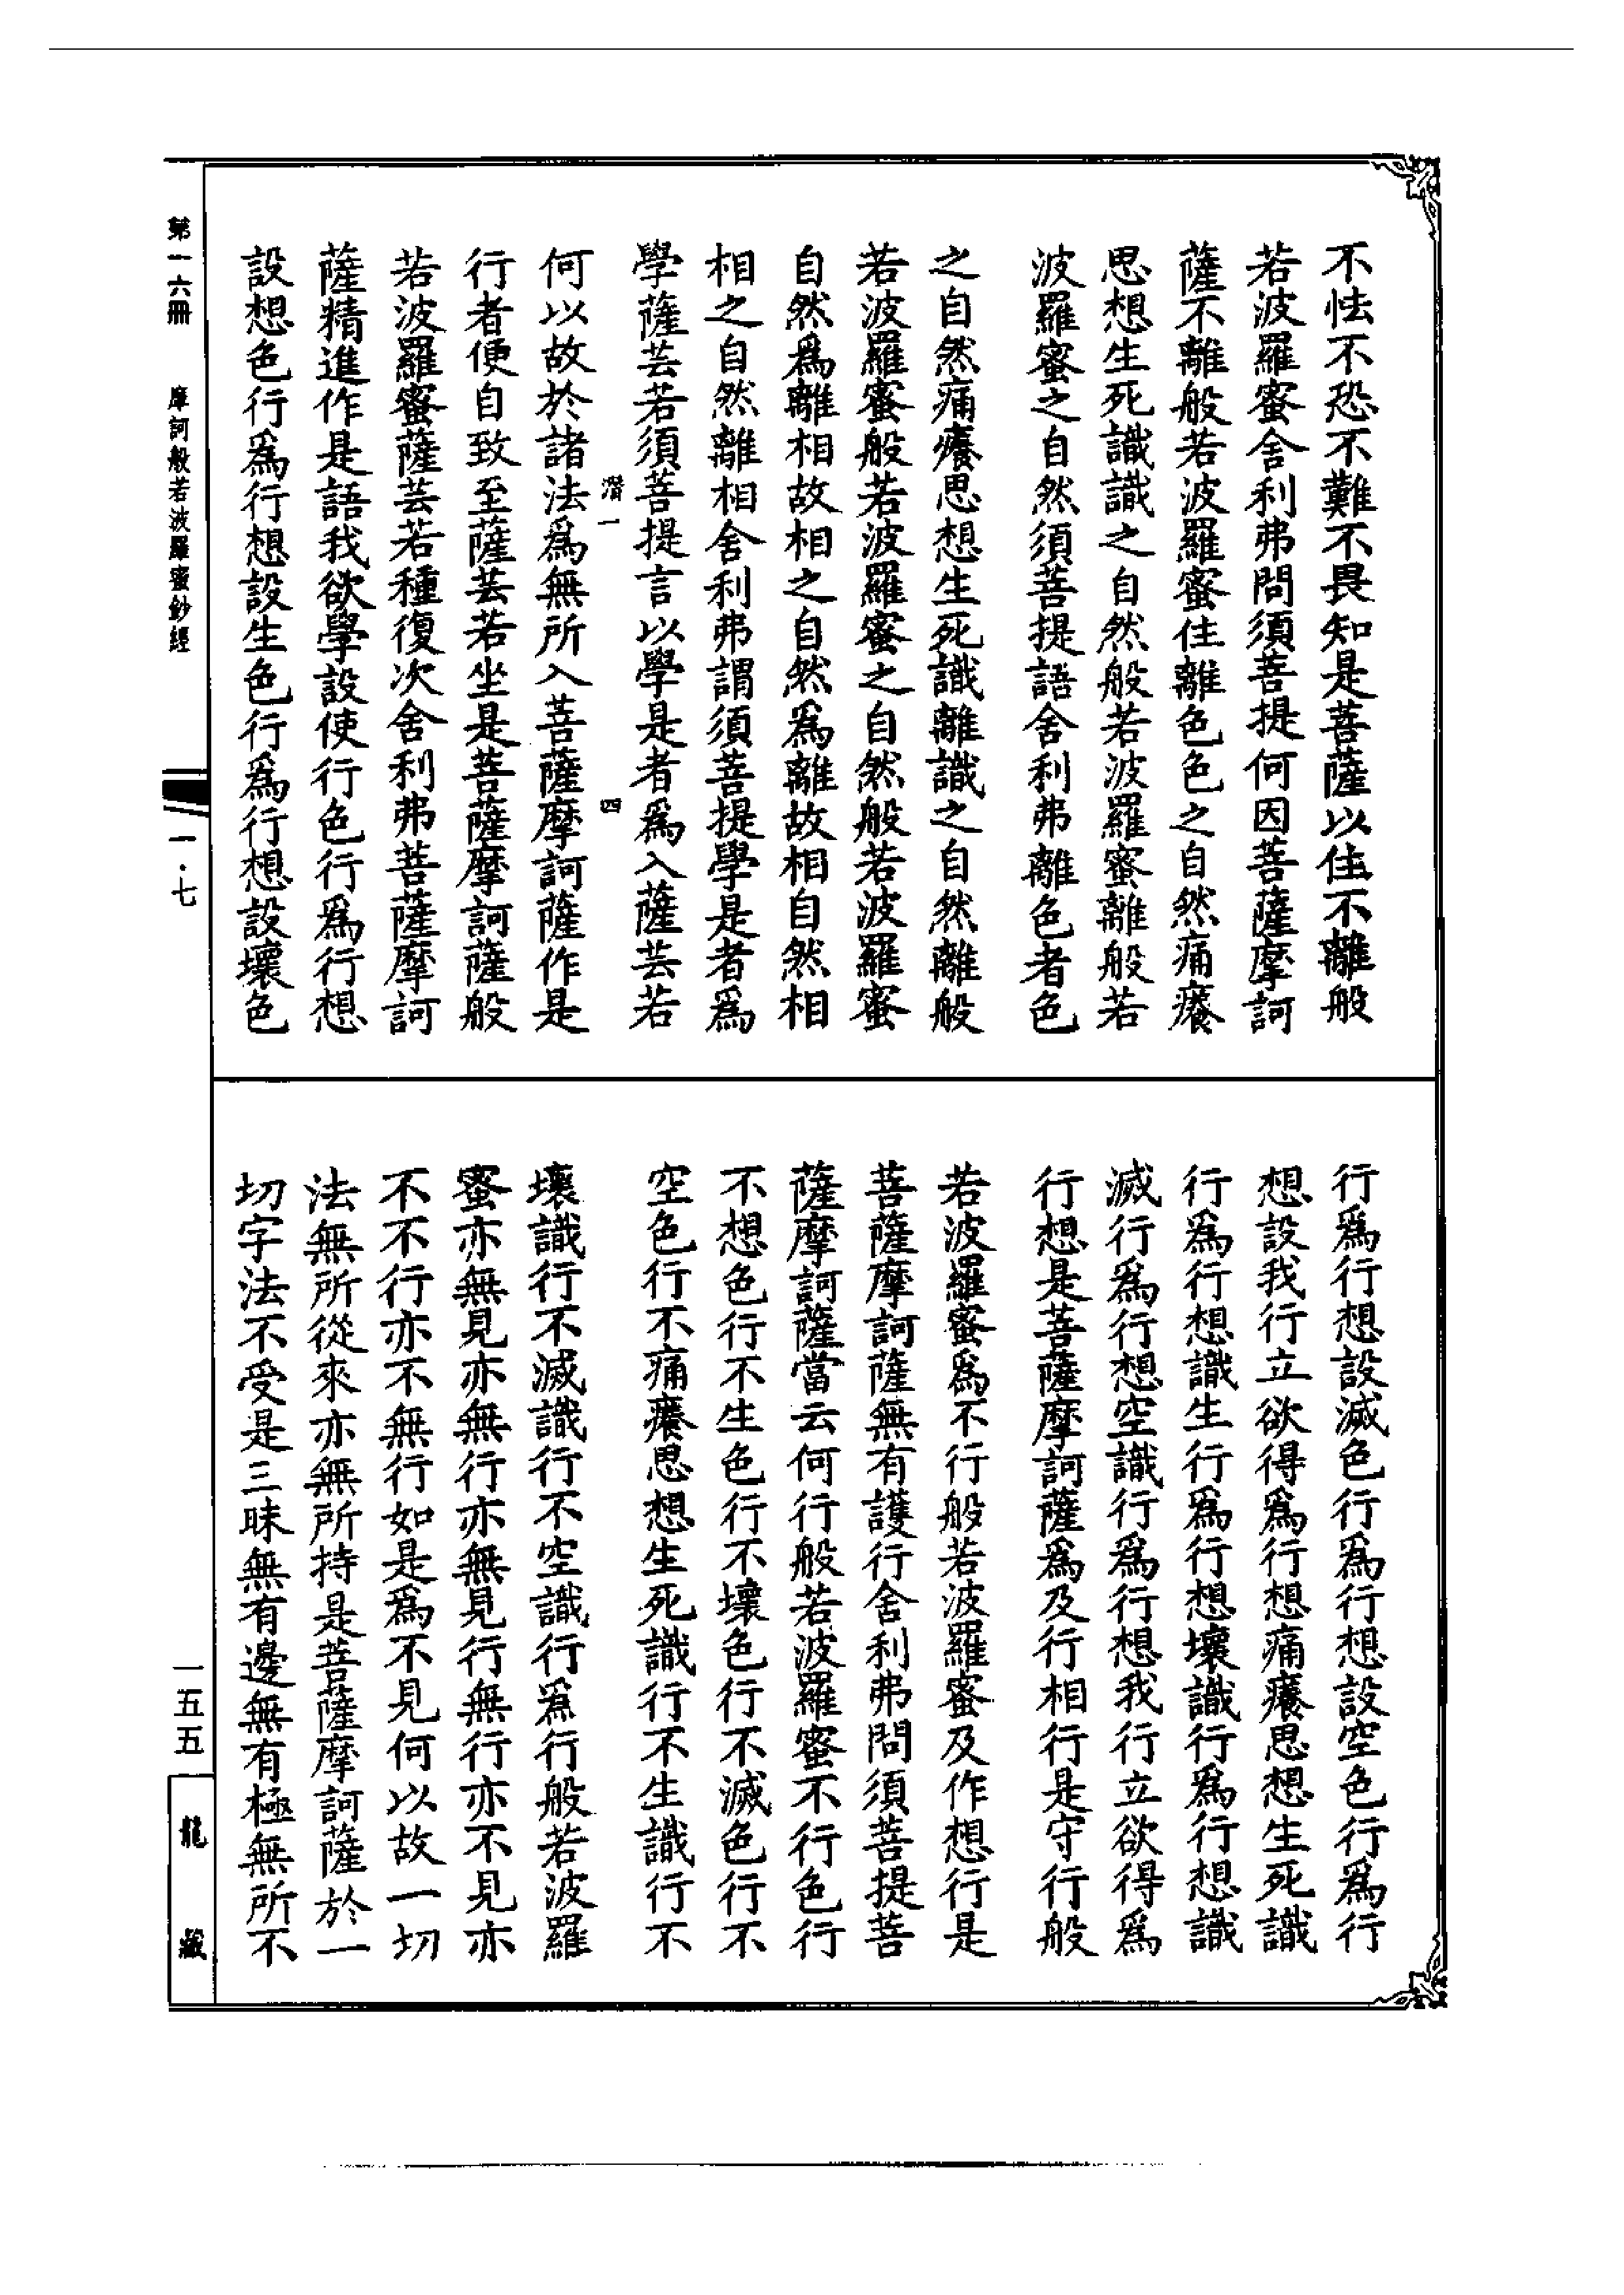 不怯不恐不難不畏知是菩薩以住不離般
若波羅蜜舍利弗問須菩提何因菩薩摩訶
薩不離般若波羅蜜住離色色之自然痛癢
思想生死識識之自然般若波羅蜜離般若
波羅蜜之自然須菩提語舍利弗離色者色
之自然痛癢思想生死識離識之自然離般
若波羅蜜般若波羅蜜之自然般若波羅蜜
自然爲離相故相之自然爲離故相自然相
相之自然離相舍利弗謂須菩提學是者爲
學薩芸若須菩提言以學是者爲入薩芸若
潛一
四
何以故於諸法爲無所入菩薩摩訶薩作是
行者便自致至薩芸若坐是菩薩摩訶薩般
若波羅蜜薩芸若種復次舍利弗菩薩摩訶
薩精進作是語我欲學設使行色行爲行想
設想色行爲行想設生色行爲行想設壞色
第一六冊
摩訶般若波羅蜜鈔經
一·七
行爲行想設滅色行爲行想設空色行爲行
想設我行立欲得爲行想痛癢思想生死識
行爲行想識生行爲行想壞識行爲行想識
滅行爲行想空識行爲行想我行立欲得爲
行想是菩薩摩訶薩爲及行相行是守行般
若波羅蜜爲不行般若波羅蜜及作想行是
菩薩摩訶薩無有護行舍利弗問須菩提菩
薩摩訶薩當云何行般若波羅蜜不行色行
不想色行不生色行不壞色行不滅色行不
空色行不痛癢思想生死識行不生識行不
壞識行不滅識行不空識行爲行般若波羅
蜜亦無見亦無行亦無見行無行亦不見亦
不不行亦不無行如是爲不見何以故一切
法無所從來亦無所持是菩薩摩訶薩於一
切字法不受是三昧無有邊無有極無所不
一五五
龍藏